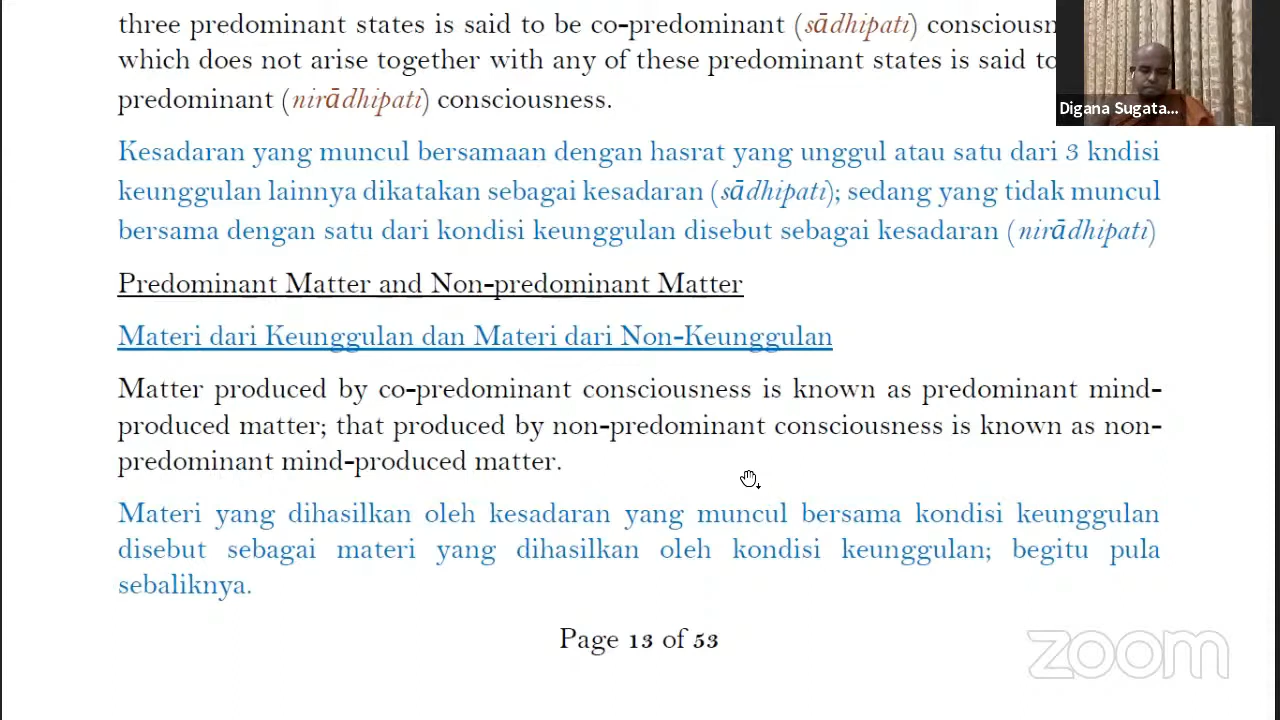 three predominant states is said to be co-predominant (sādhipati) consciousn
which does not arise together with any of these predominant states is said to
predominant (nirādhipati) consciousness.
Digana Sugata...
Kesadaran yang muncul bersamaan dengan hasrat yang unggul atau satu dari 3 kndisi
keunggulan lainnya dikatakan sebagai kesadaran (sādhipati); sedang yang tidak muncul
bersama dengan satu dari kondisi keunggulan disebut sebagai kesadaran (nirādhipati)
Predominant Matter and Non-predominant Matter
Materi dari Keunggulan dan Materi dari Non-Keunggulan
Matter produced by co-predominant consciousness is known as predominant mind-
produced matter; that produced by non-predominant consciousness is known as non-
predominant mind-produced matter.
Materi yang dihasilkan oleh kesadaran yang muncul bersama kondisi keunggulan
disebut sebagai materi yang dihasilkan oleh kondisi keunggulan; begitu pula
sebaliknya.
Page 13 of 53
zoom